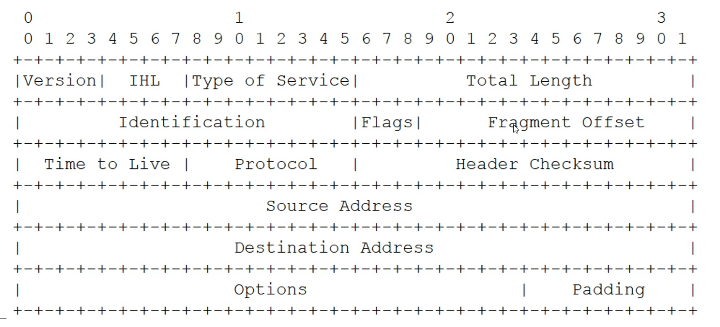 0                   1                   2                   3
0 1 2 3 4 5 6 7 8 9 0 1 2 3 4 5 6 7 8 9 0 1 2 3 4 5 6 7 8 9 0 1
+-+-+-+-+-+-+-+-+-+-+-+-+-+-+-+-+-+-+-+-+-+-+-+-+-+-+-+-+-+-+-+-+
|Version|  IHL  |Type of Service|          Total Length         |
+-+-+-+-+-+-+-+-+-+-+-+-+-+-+-+-+-+-+-+-+-+-+-+-+-+-+-+-+-+-+-+-+
|         Identification        |Flags|      Fragment Offset    |
+-+-+-+-+-+-+-+-+-+-+-+-+-+-+-+-+-+-+-+-+-+-+-+-+-+-+-+-+-+-+-+-+
|  Time to Live |    Protocol   |         Header Checksum       |
+-+-+-+-+-+-+-+-+-+-+-+-+-+-+-+-+-+-+-+-+-+-+-+-+-+-+-+-+-+-+-+-+
|                       Source Address                          |
+-+-+-+-+-+-+-+-+-+-+-+-+-+-+-+-+-+-+-+-+-+-+-+-+-+-+-+-+-+-+-+-+
|                    Destination Address                        |
+-+-+-+-+-+-+-+-+-+-+-+-+-+-+-+-+-+-+-+-+-+-+-+-+-+-+-+-+-+-+-+-+
|                    Options                    |    Padding    |
+-+-+-+-+-+-+-+-+-+-+-+-+-+-+-+-+-+-+-+-+-+-+-+-+-+-+-+-+-+-+-+-+